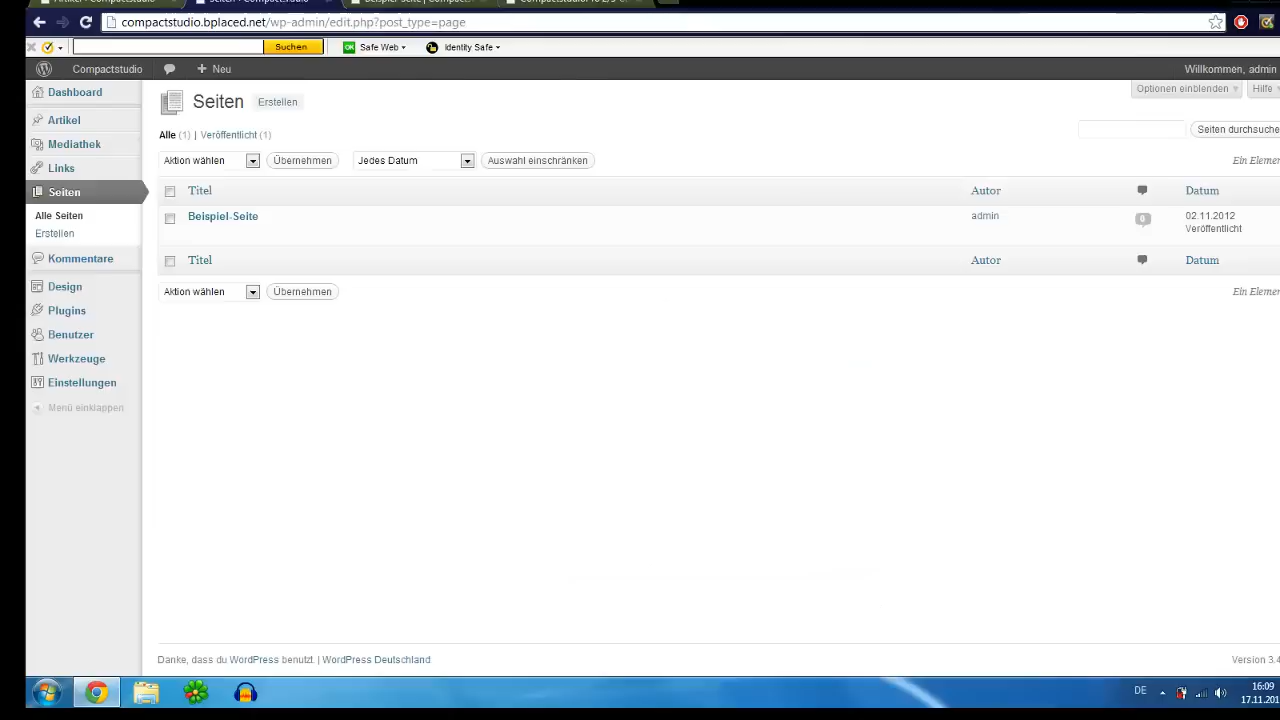 compactstudio.bplaced.net/wp-admin/edit.php?post_type=page
Suchen
OK Safe Web
Identity Safe
Compactstudio
+ Neu
Willkommen, admin
Dashboard
Artikel
Mediathek
Links
Seiten
Alle Seiten
Erstellen
Kommentare
Design
Plugins
Benutzer
Werkzeuge
Einstellungen
Menü einklappen
Seiten Erstellen
Optionen einblenden
Hilfe
Alle (1) | Veröffentlicht (1)
Seiten durchsuche
Aktion wählen Übernehmen Jedes Datum Auswahl einschränken
Ein Elemen
Titel Autor Datum
Beispiel-Seite admin 0 02.11.2012
Veröffentlicht
Titel Autor Datum
Aktion wählen Übernehmen
Ein Elemen
Danke, dass du WordPress benutzt. | WordPress Deutschland
Version 3.4
DE
16:09
17.11.201